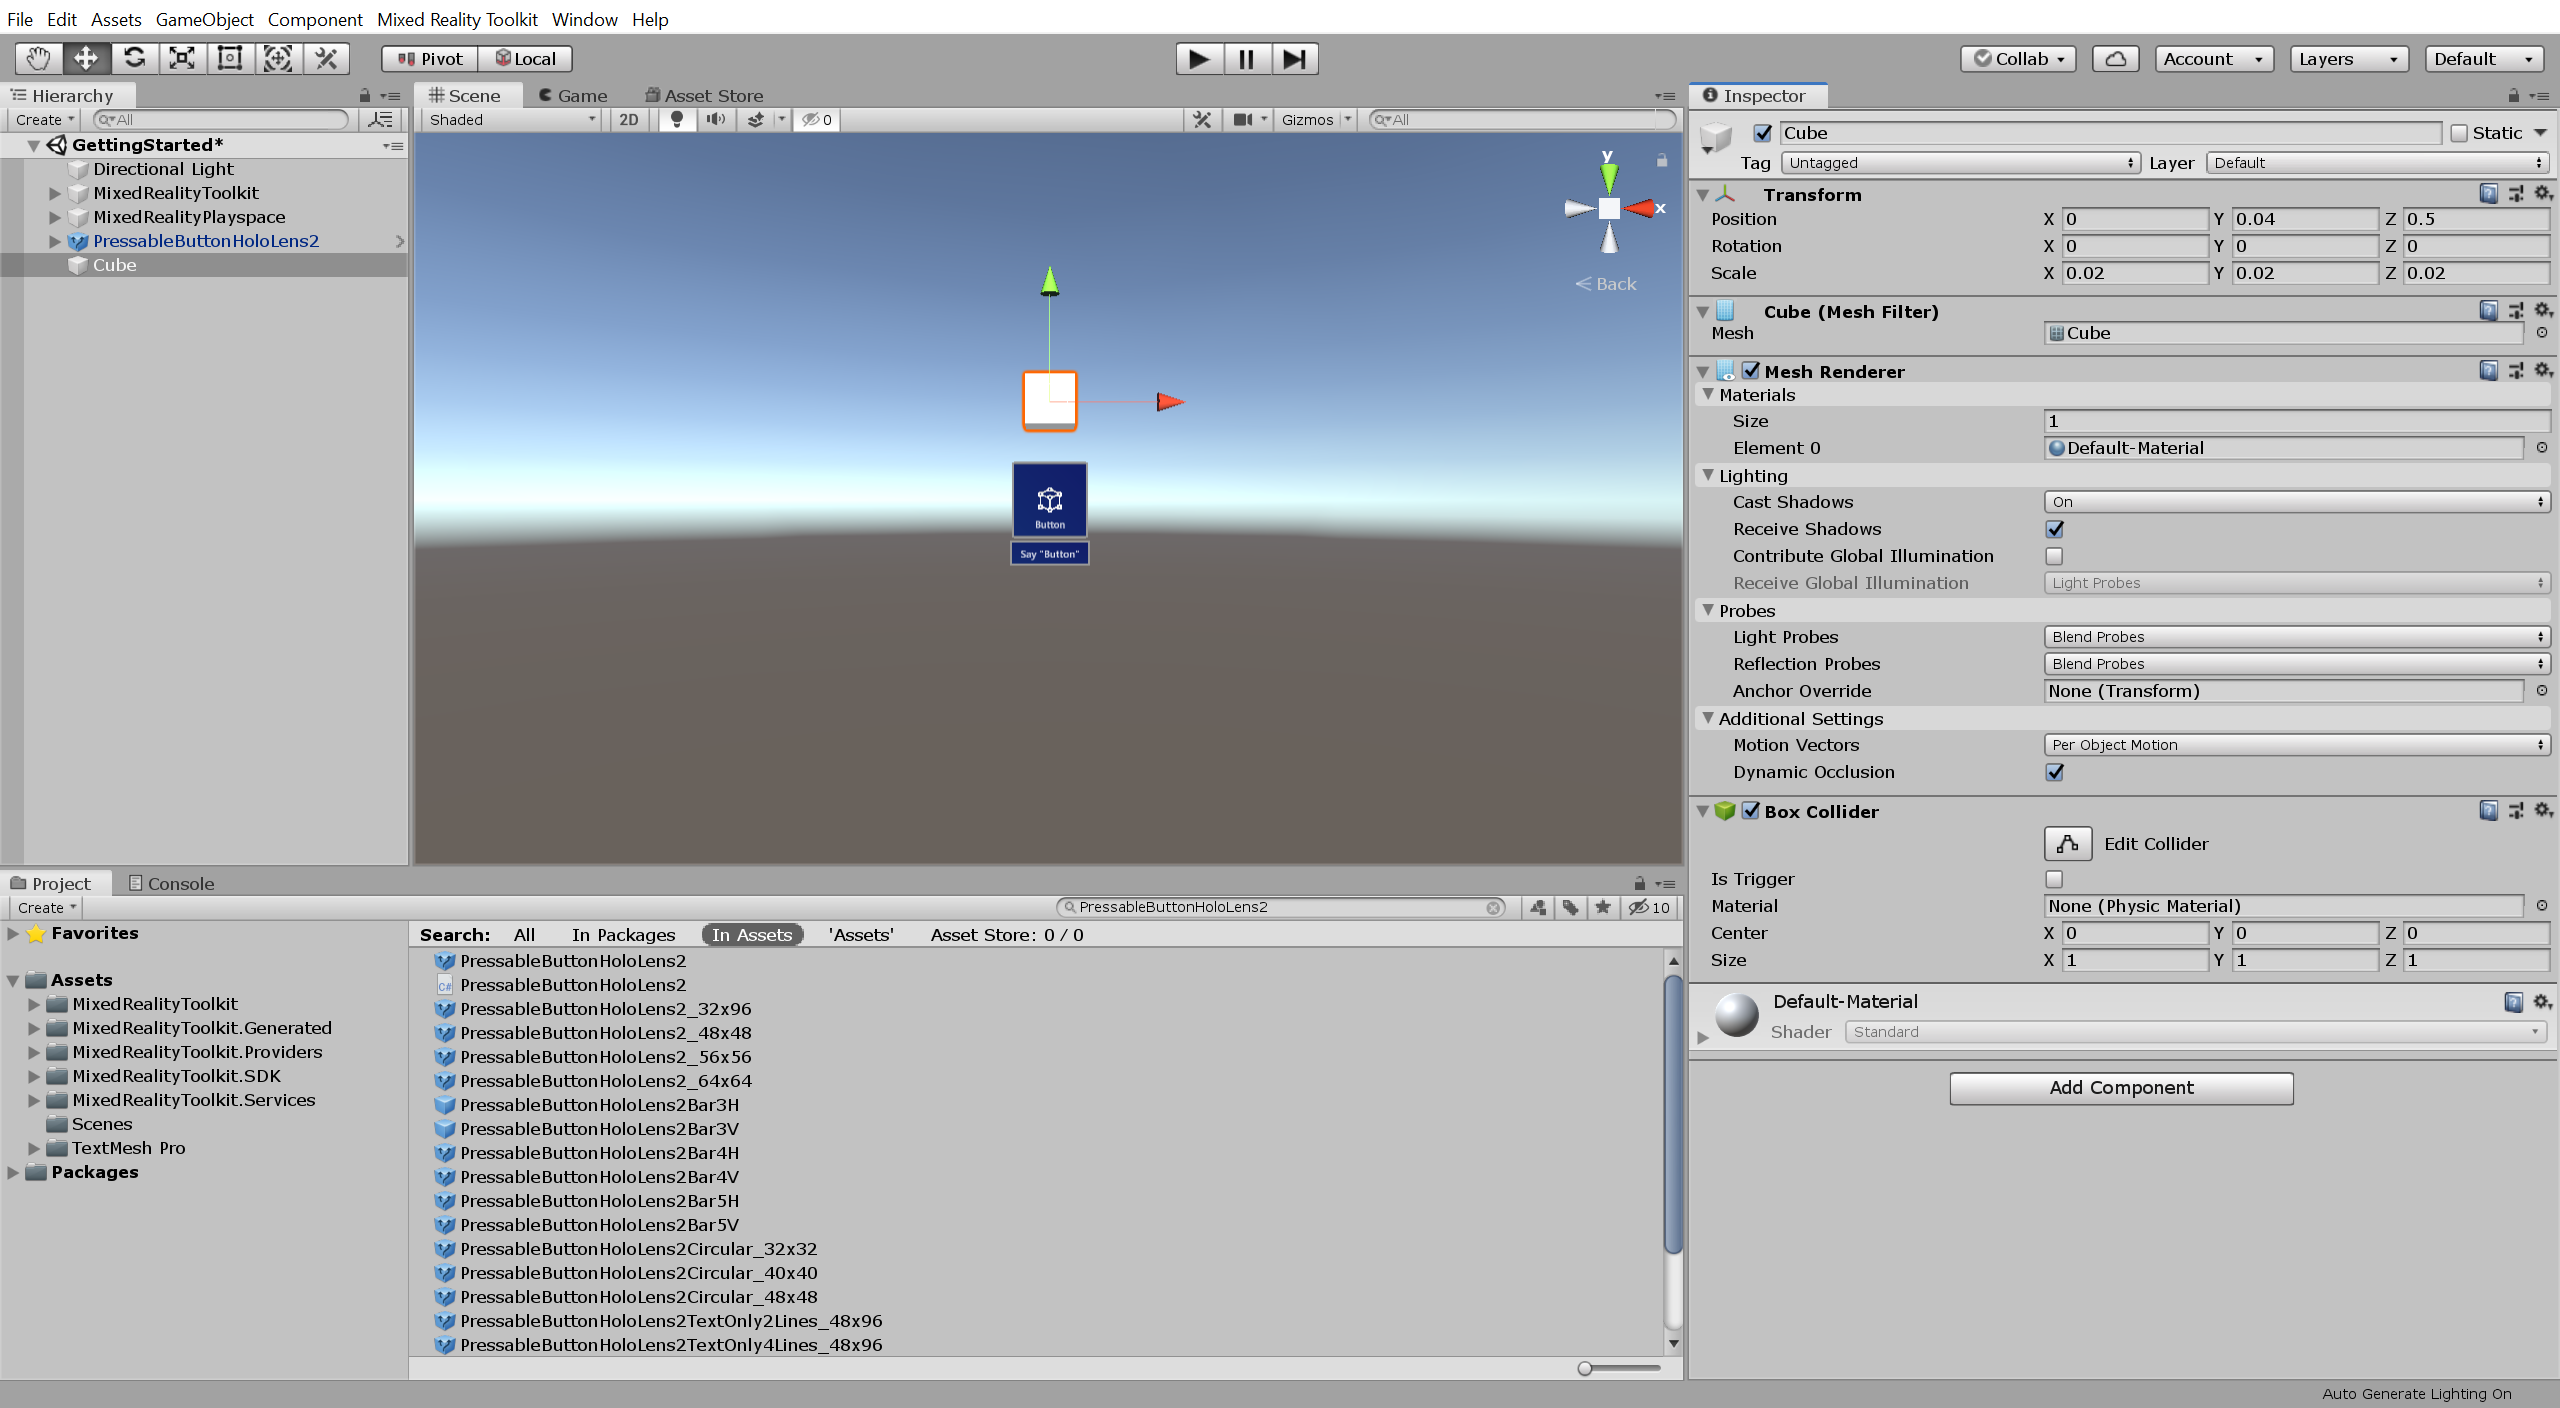 File Edit Assets GameObject Component Mixed Reality Toolkit Window Help
Pivot Local Collab Account Layers Default
Hierarchy
Create All
GettingStarted*
Directional Light
MixedRealityToolkit
MixedRealityPlayspace
PressableButtonHoloLens2
Cube
Scene Game Asset Store
Shaded 2D 0 Gizmos All
y
x
Back
Button
Say "Button"
Inspector
Cube Static
Tag Untagged Layer Default
Transform
Position X 0 Y 0.04 Z 0.5
Rotation X 0 Y 0 Z 0
Scale X 0.02 Y 0.02 Z 0.02
Cube (Mesh Filter)
Mesh Cube
Mesh Renderer
Materials
Size 1
Element 0 Default-Material
Lighting
Cast Shadows On
Receive Shadows
Contribute Global Illumination
Receive Global Illumination Light Probes
Probes
Light Probes Blend Probes
Reflection Probes Blend Probes
Anchor Override None (Transform)
Additional Settings
Motion Vectors Per Object Motion
Dynamic Occlusion
Box Collider
Edit Collider
Is Trigger
Material None (Physic Material)
Center X 0 Y 0 Z 0
Size X 1 Y 1 Z 1
Default-Material
Shader Standard
Add Component
Project Console
Create PressableButtonHoloLens2 10
Favorites
Assets
MixedRealityToolkit
MixedRealityToolkit.Generated
MixedRealityToolkit.Providers
MixedRealityToolkit.SDK
MixedRealityToolkit.Services
Scenes
TextMesh Pro
Packages
Search: All In Packages In Assets 'Assets' Asset Store: 0 / 0
PressableButtonHoloLens2
C# PressableButtonHoloLens2
PressableButtonHoloLens2_32x96
PressableButtonHoloLens2_48x48
PressableButtonHoloLens2_56x56
PressableButtonHoloLens2_64x64
PressableButtonHoloLens2Bar3H
PressableButtonHoloLens2Bar3V
PressableButtonHoloLens2Bar4H
PressableButtonHoloLens2Bar4V
PressableButtonHoloLens2Bar5H
PressableButtonHoloLens2Bar5V
PressableButtonHoloLens2Circular_32x32
PressableButtonHoloLens2Circular_40x40
PressableButtonHoloLens2Circular_48x48
PressableButtonHoloLens2TextOnly2Lines_48x96
PressableButtonHoloLens2TextOnly4Lines_48x96
Auto Generate Lighting On